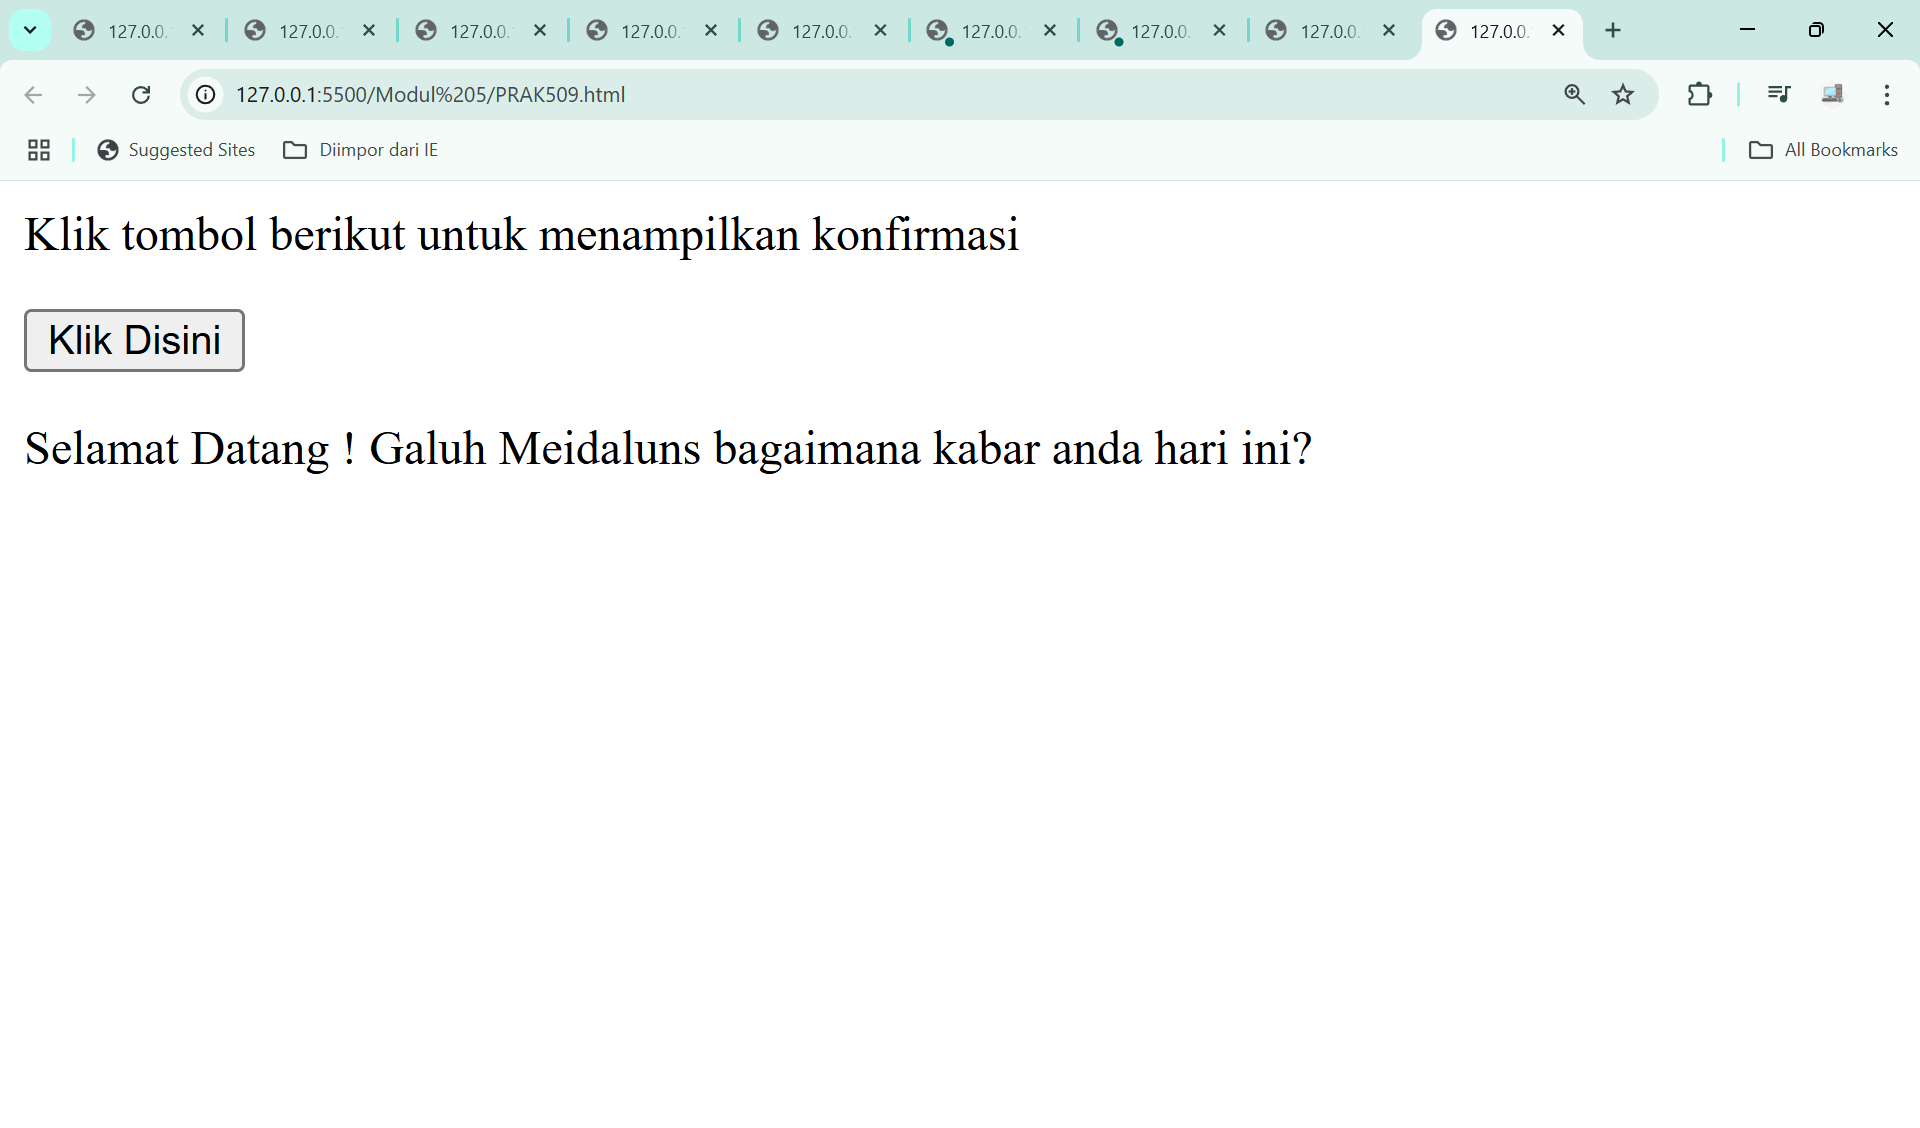 127.0.0. 127.0.0. 127.0.0. 127.0.0. 127.0.0. 127.0.0. 127.0.0. 127.0.0. 127.0.0.
127.0.0.1:5500/Modul%205/PRAK509.html
Suggested Sites Diimpor dari IE All Bookmarks
Klik tombol berikut untuk menampilkan konfirmasi
Klik Disini
Selamat Datang ! Galuh Meidaluns bagaimana kabar anda hari ini?